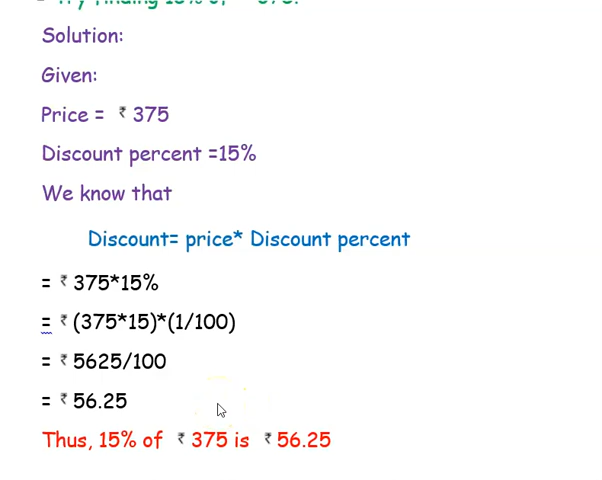 Solution:
Given:
Price = ₹ 375
Discount percent =15%
We know that
Discount= price* Discount percent
= ₹ 375*15%
= ₹ (375*15)*(1/100)
= ₹ 5625/100
= ₹ 56.25
Thus, 15% of ₹ 375 is ₹ 56.25